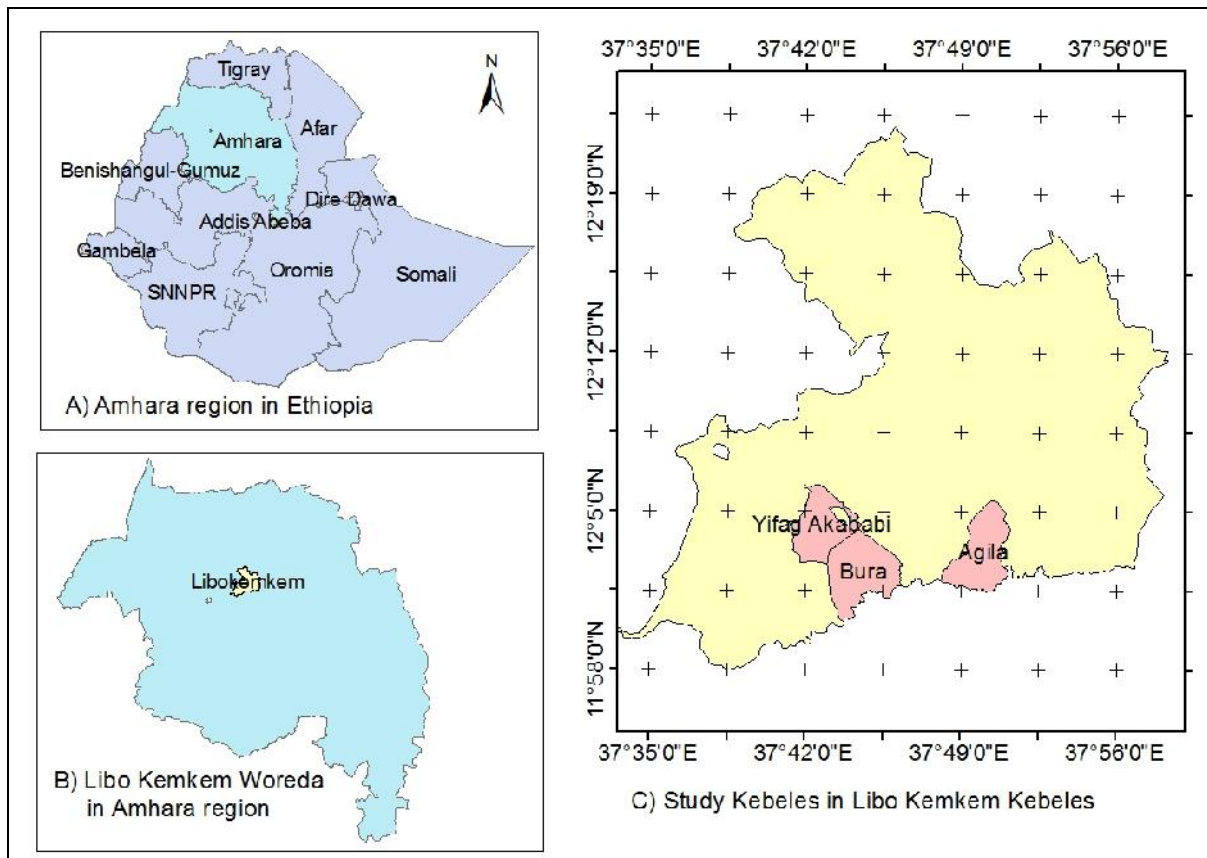 N
Tigray
Afar
Amhara
Benishangul-Gumuz
Dire Dawa
Addis Abeba
Gambela
Oromia
Somali
SNNPR
A) Amhara region in Ethiopia
Libokemkem
B) Libo Kemkem Woreda
in Amhara region
37°35'0"E 37°42'0"E 37°49'0"E 37°56'0"E
12°19'0"N
12°12'0"N
12°5'0"N
11°58'0"N
Yifag Akababi
Agila
Bura
37°35'0"E 37°42'0"E 37°49'0"E 37°56'0"E
C) Study Kebeles in Libo Kemkem Kebeles